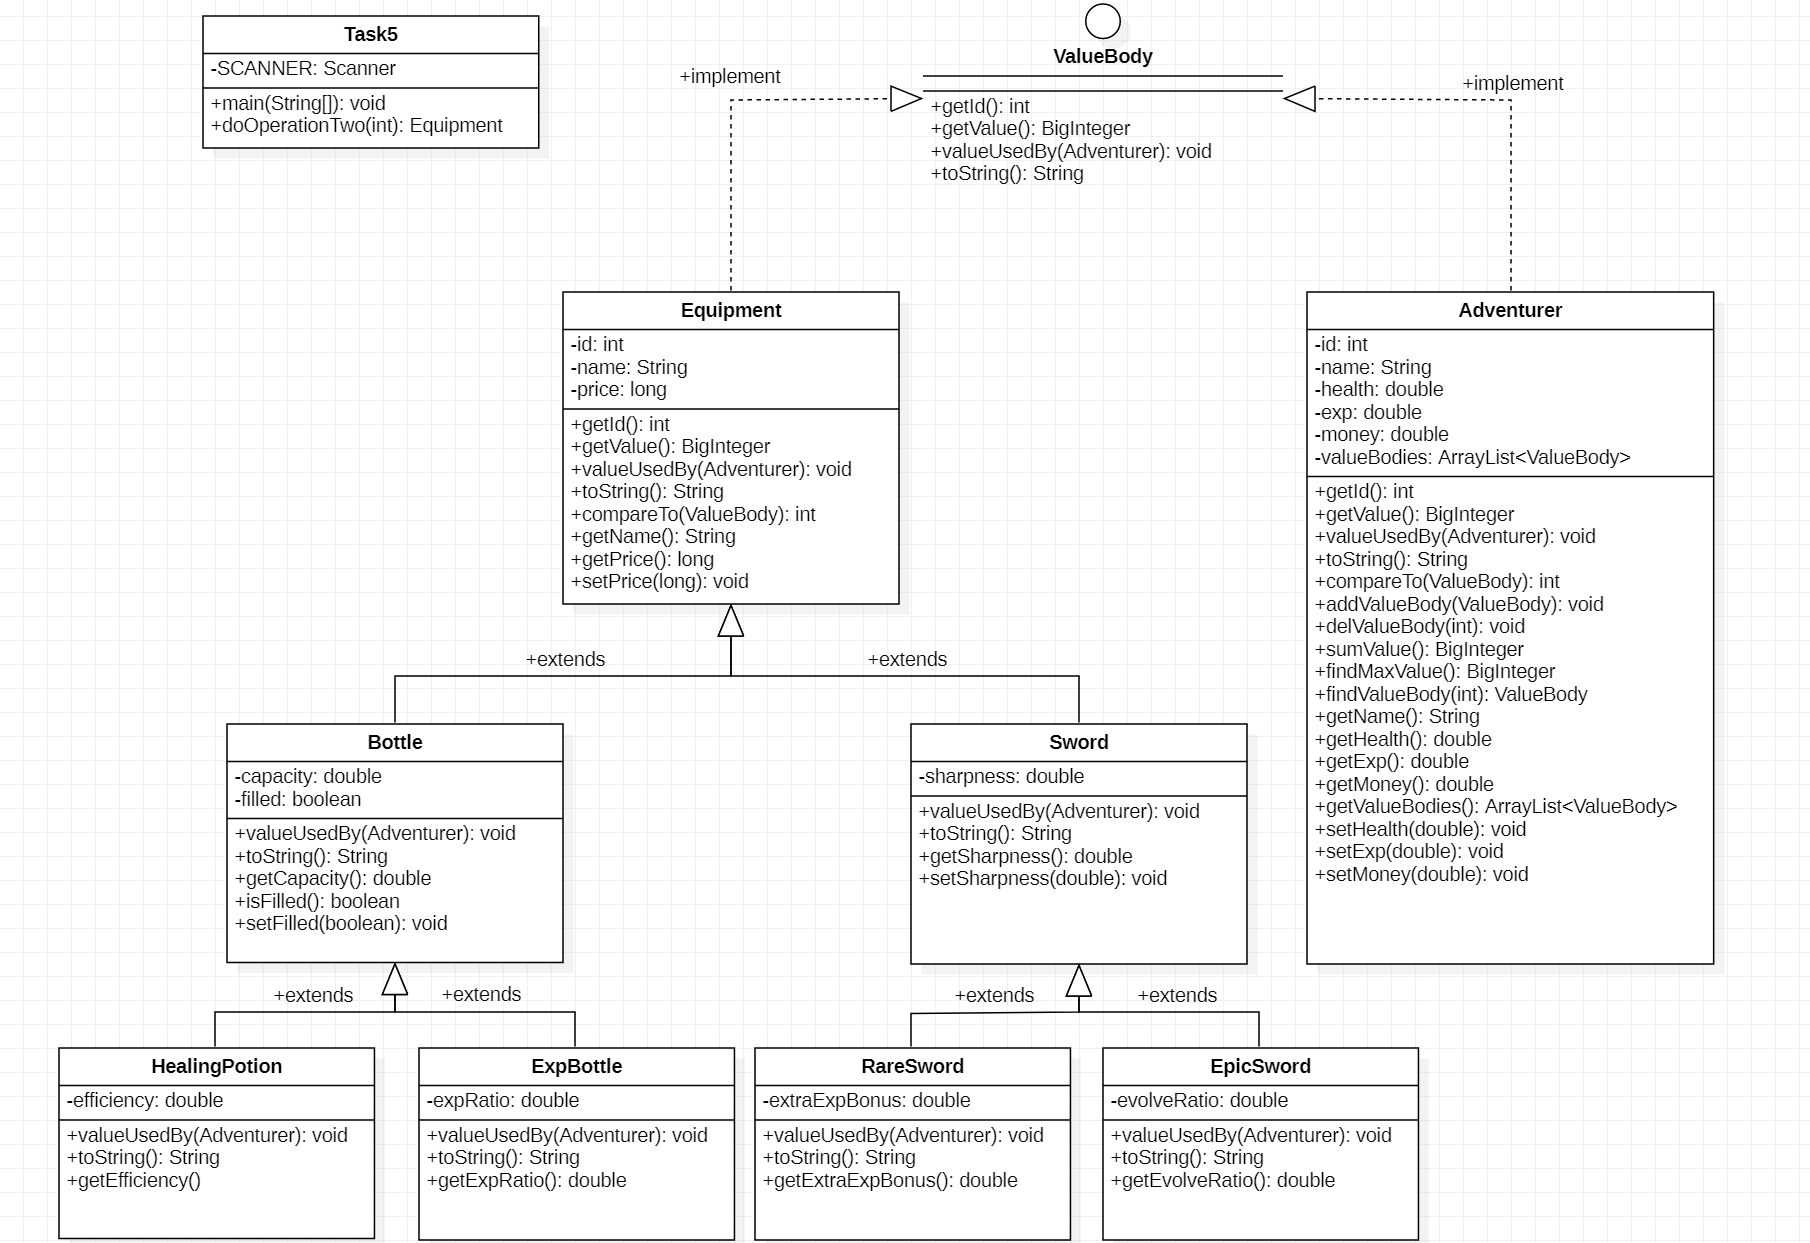 Task5
-SCANNER: Scanner
+main(String[]): void
+doOperationTwo(int): Equipment
ValueBody
+getId(): int
+getValue(): BigInteger
+valueUsedBy(Adventurer): void
+toString(): String
+implement
+implement
Equipment
-id: int
-name: String
-price: long
+getId(): int
+getValue(): BigInteger
+valueUsedBy(Adventurer): void
+toString(): String
+compareTo(ValueBody): int
+getName(): String
+getPrice(): long
+setPrice(long): void
Adventurer
-id: int
-name: String
-health: double
-exp: double
-money: double
-valueBodies: ArrayList<ValueBody>
+getId(): int
+getValue(): BigInteger
+valueUsedBy(Adventurer): void
+toString(): String
+compareTo(ValueBody): int
+addValueBody(ValueBody): void
+delValueBody(int): void
+sumValue(): BigInteger
+findMaxValue(): BigInteger
+findValueBody(int): ValueBody
+getName(): String
+getHealth(): double
+getExp(): double
+getMoney(): double
+getValueBodies(): ArrayList<ValueBody>
+setHealth(double): void
+setExp(double): void
+setMoney(double): void
+extends
+extends
Bottle
-capacity: double
-filled: boolean
+valueUsedBy(Adventurer): void
+toString(): String
+getCapacity(): double
+isFilled(): boolean
+setFilled(boolean): void
Sword
-sharpness: double
+valueUsedBy(Adventurer): void
+toString(): String
+getSharpness(): double
+setSharpness(double): void
+extends
+extends
+extends
+extends
HealingPotion
-efficiency: double
+valueUsedBy(Adventurer): void
+toString(): String
+getEfficiency()
ExpBottle
-expRatio: double
+valueUsedBy(Adventurer): void
+toString(): String
+getExpRatio(): double
RareSword
-extraExpBonus: double
+valueUsedBy(Adventurer): void
+toString(): String
+getExtraExpBonus(): double
EpicSword
-evolveRatio: double
+valueUsedBy(Adventurer): void
+toString(): String
+getEvolveRatio(): double